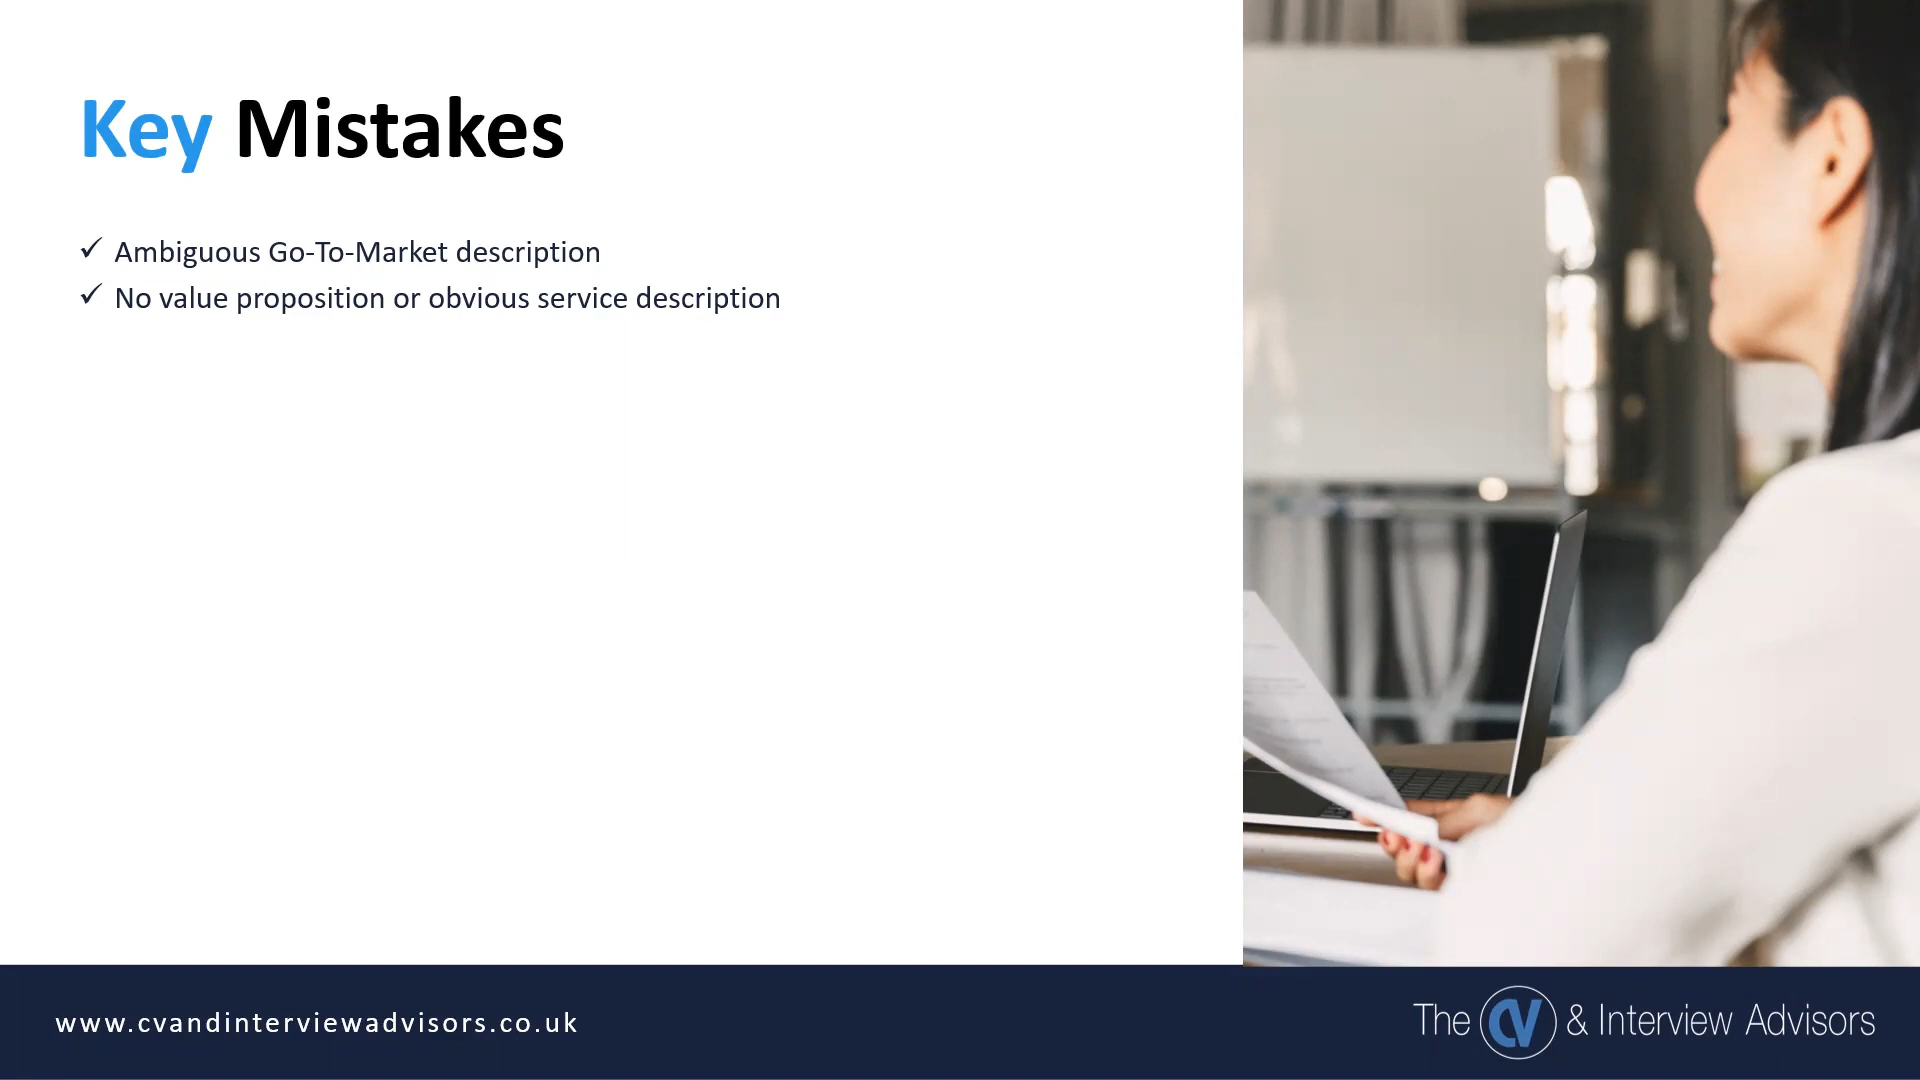 Key Mistakes
✓ Ambiguous Go-To-Market description
✓ No value proposition or obvious service description
www.cvandinterviewadvisors.co.uk
The CV & Interview Advisors